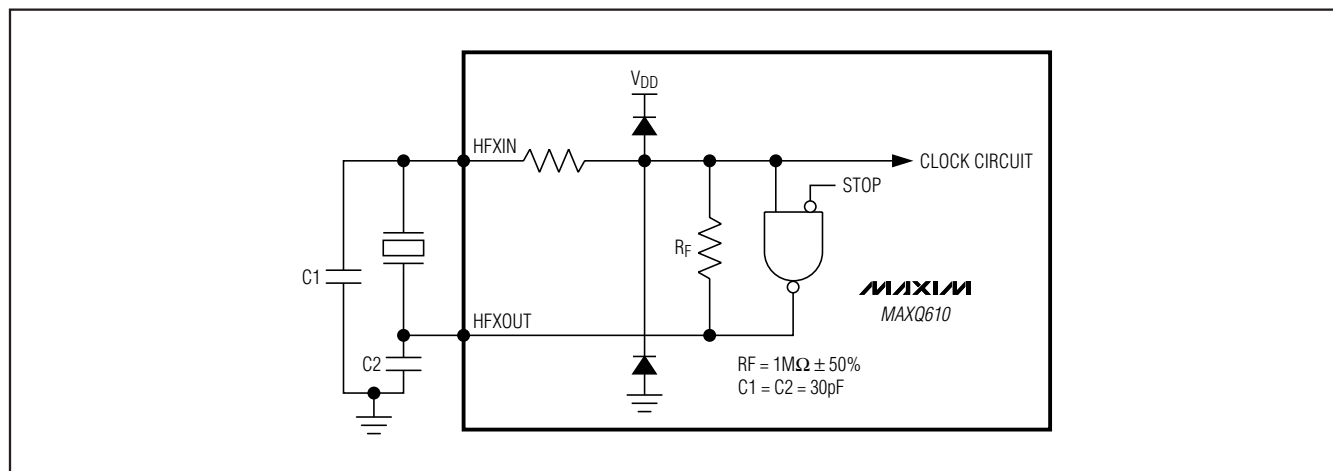 VDD
HFXIN
CLOCK CIRCUIT
STOP
RF
C1
MAXIM
MAXQ610
HFXOUT
C2
RF = 1MΩ ± 50%
C1 = C2 = 30pF